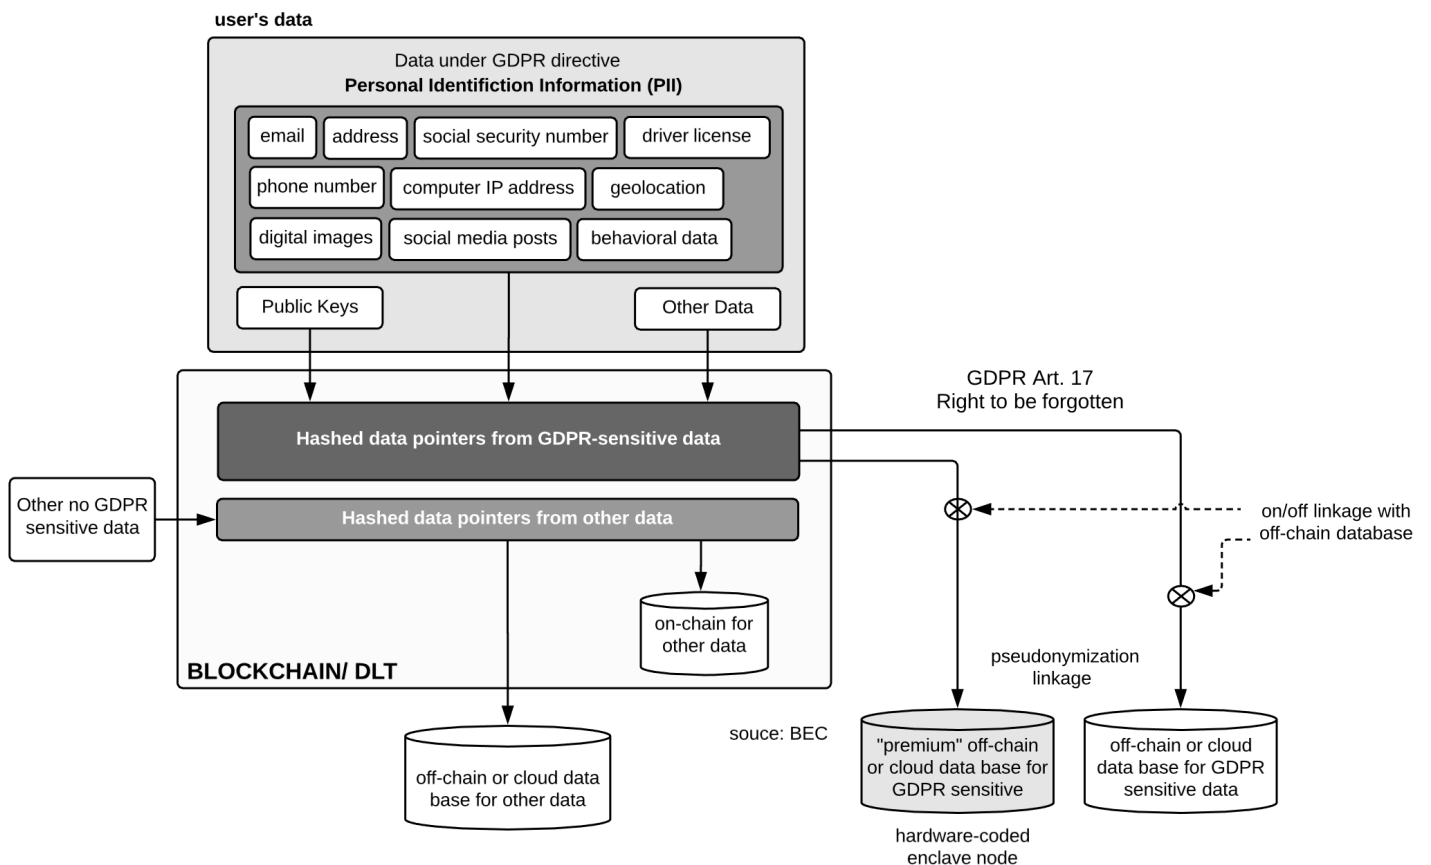 user's data
Data under GDPR directive
Personal Identifiction Information (PII)
email
address
social security number
driver license
phone number
computer IP address
geolocation
digital images
social media posts
behavioral data
Public Keys
Other Data
GDPR Art. 17
Right to be forgotten
Hashed data pointers from GDPR-sensitive data
Other no GDPR
sensitive data
Hashed data pointers from other data
on/off linkage with
off-chain database
on-chain for
other data
BLOCKCHAIN/ DLT
pseudonymization
linkage
souce: BEC
off-chain or cloud data
base for other data
"premium" off-chain
or cloud data base for
GDPR sensitive
off-chain or cloud
data base for GDPR
sensitive data
hardware-coded
enclave node